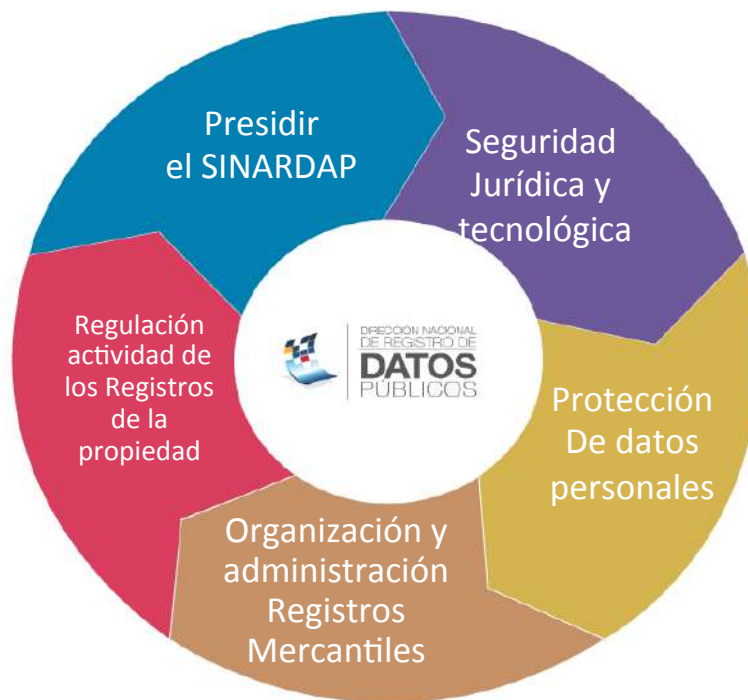 Presidir
el SINARDAP
Seguridad
Jurídica y
tecnológica
Protección
De datos
personales
Organización y
administración
Registros
Mercantiles
Regulación
actividad de
los Registros
de la
propiedad
DIRECCIÓN NACIONAL
DE REGISTRO DE
DATOS
PÚBLICOS